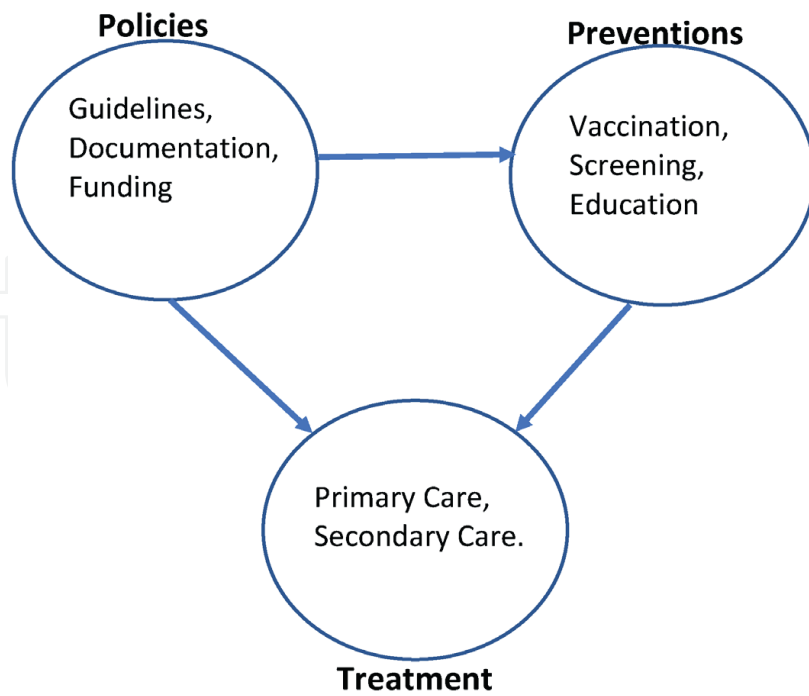 Policies
Guidelines,
Documentation,
Funding
Preventions
Vaccination,
Screening,
Education
Primary Care,
Secondary Care.
Treatment